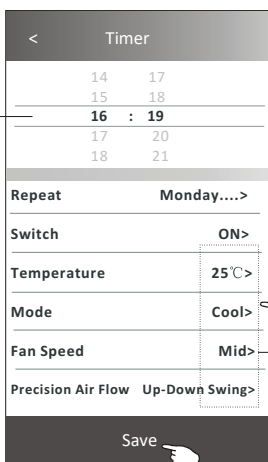 < Timer
14 17
15 18
16 : 19
17 20
18 21
Repeat Monday....>
Switch ON>
Temperature 25℃>
Mode Cool>
Fan Speed Mid>
Precision Air Flow Up-Down Swing>
Save